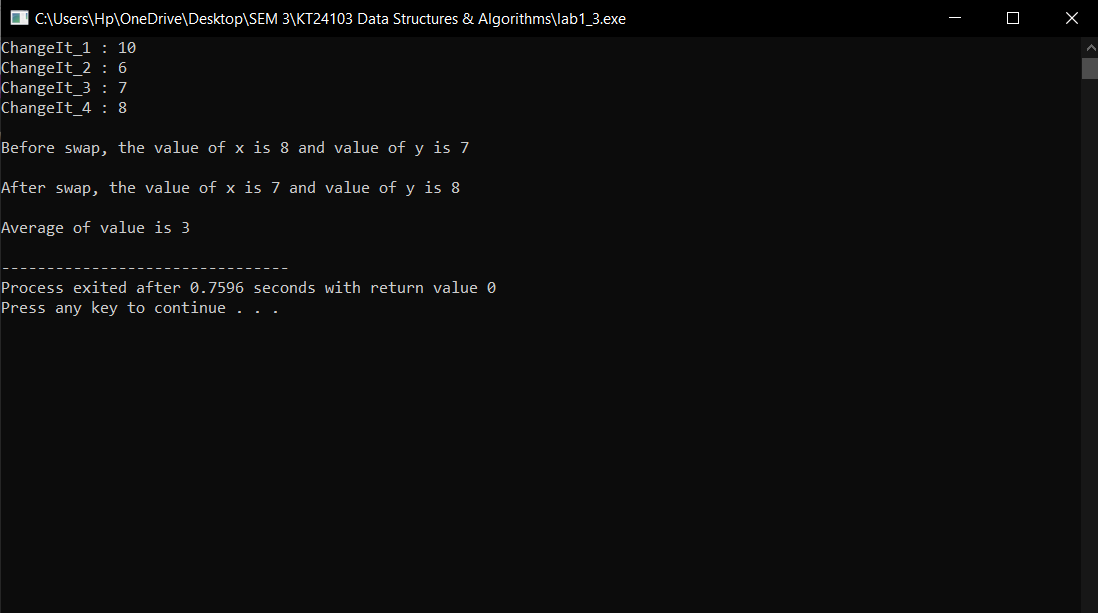 C:\Users\Hp\OneDrive\Desktop\SEM 3\KT24103 Data Structures & Algorithms\lab1_3.exe
ChangeIt_1 : 10
ChangeIt_2 : 6
ChangeIt_3 : 7
ChangeIt_4 : 8
Before swap, the value of x is 8 and value of y is 7
After swap, the value of x is 7 and value of y is 8
Average of value is 3
--------------------------------
Process exited after 0.7596 seconds with return value 0
Press any key to continue . . .